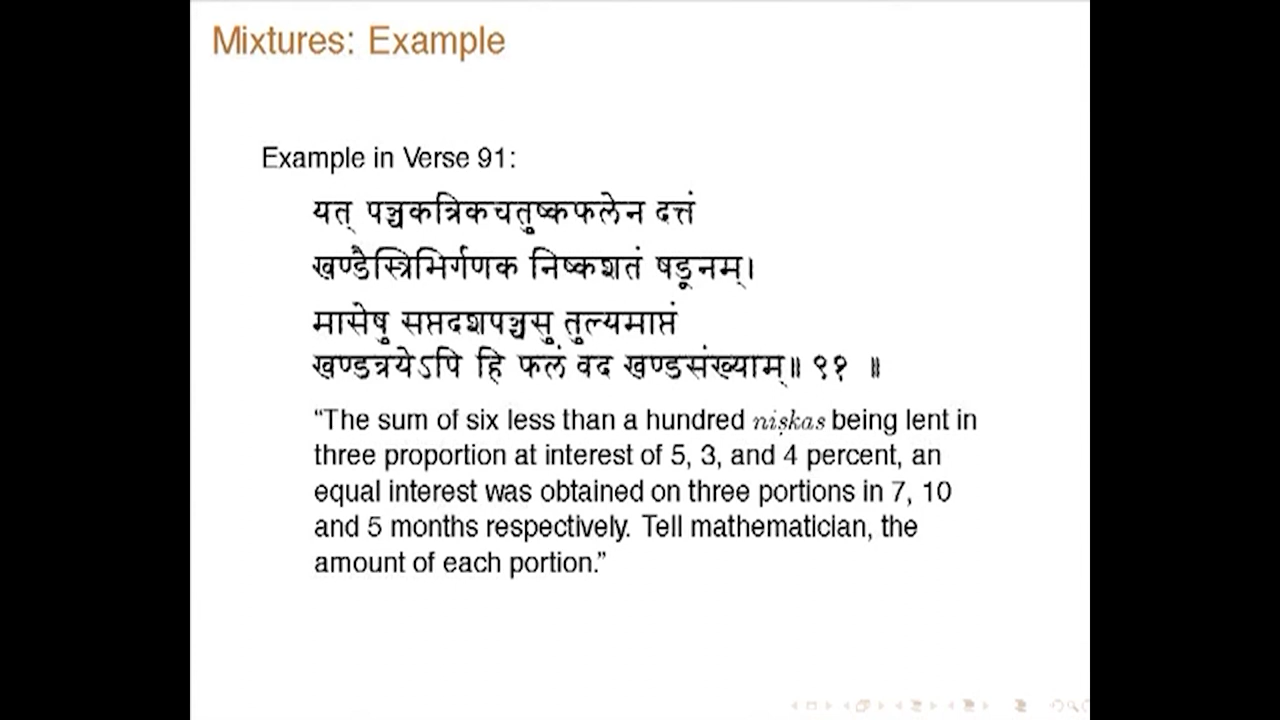 Mixtures: Example
Example in Verse 91:
यत् पञ्चकत्रिकचतुष्कफलेन दत्तं
खण्डैस्त्रिभिर्गणक निष्कशतं षडूनम्।
मासेषु सप्तदशपञ्चसु तुल्यमाप्तं
खण्डत्रयेऽपि हि फलं वद खण्डसंख्याम्॥ ९१ ॥
“The sum of six less than a hundred niṣkas being lent in
three proportion at interest of 5, 3, and 4 percent, an
equal interest was obtained on three portions in 7, 10
and 5 months respectively. Tell mathematician, the
amount of each portion.”